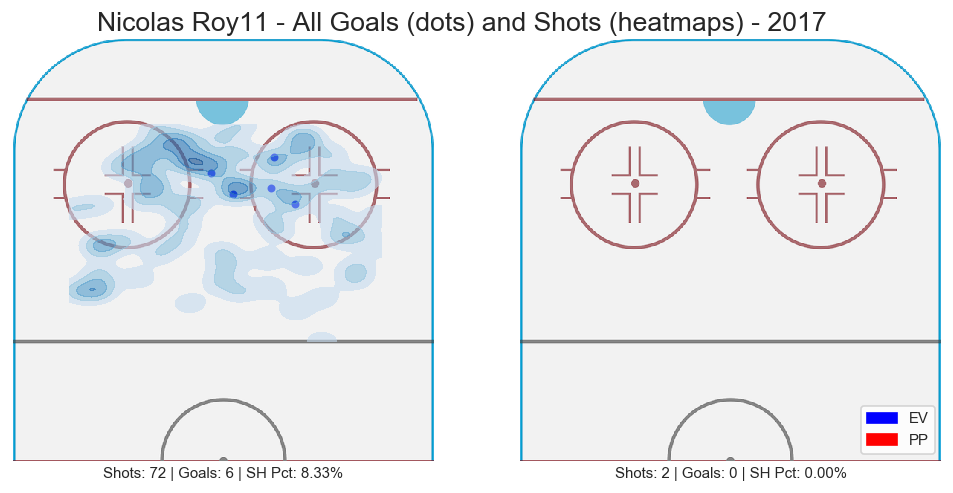 Nicolas Roy11 - All Goals (dots) and Shots (heatmaps) - 2017
EV
PP
Shots: 72 | Goals: 6 | SH Pct: 8.33%
Shots: 2 | Goals: 0 | SH Pct: 0.00%